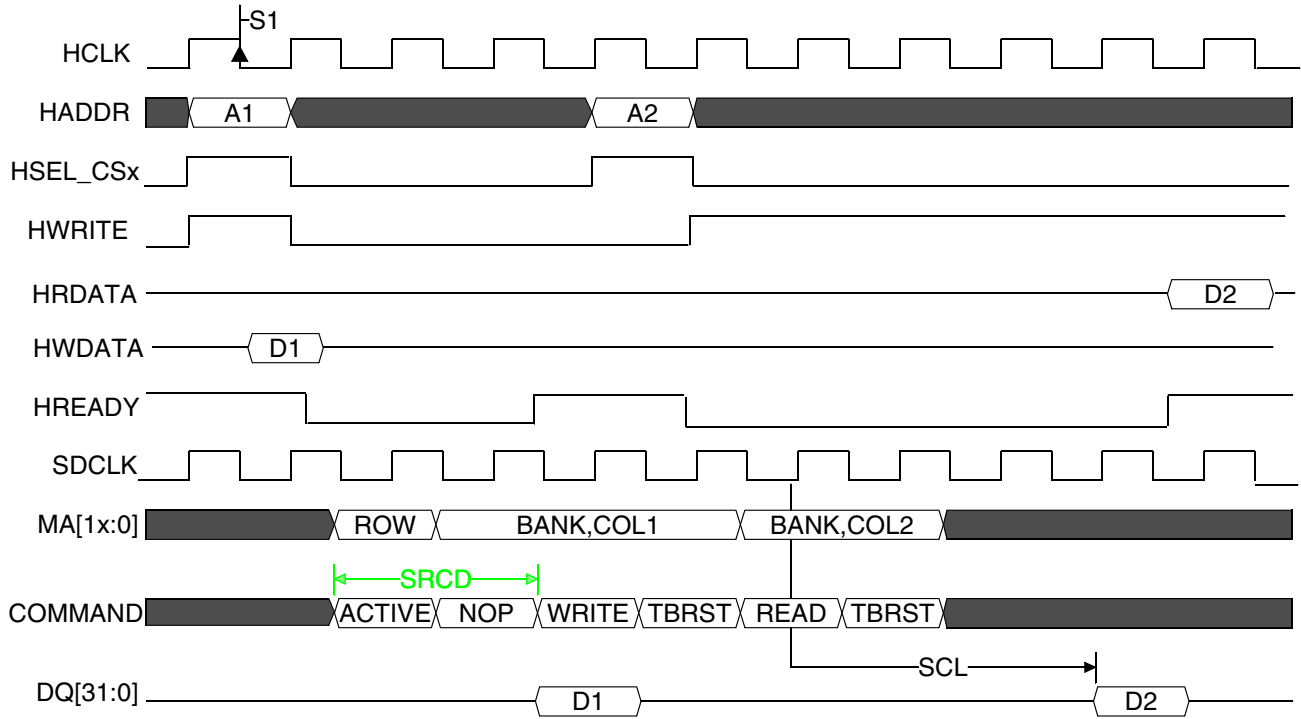 S1
HCLK
HADDR A1 A2
HSEL_CSx
HWRITE
HRDATA D2
HWDATA D1
HREADY
SDCLK
MA[1x:0] ROW BANK,COL1 BANK,COL2
SRCD
COMMAND ACTIVE NOP WRITE TBRST READ TBRST
SCL
DQ[31:0] D1 D2